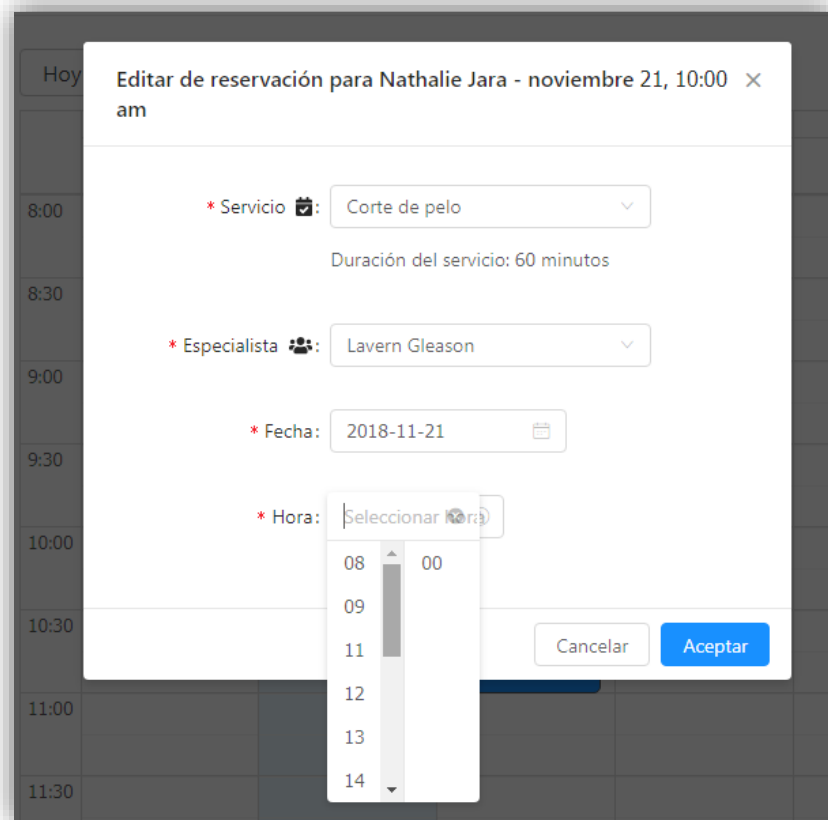 Hoy
Editar de reservación para Nathalie Jara - noviembre 21, 10:00
am
8:00
* Servicio : Corte de pelo
Duración del servicio: 60 minutos
8:30
* Especialista : Lavern Gleason
9:00
* Fecha: 2018-11-21
9:30
* Hora: Seleccionar hora
10:00
08 00
09
10:30
11
Cancelar Aceptar
12
11:00
13
14
11:30